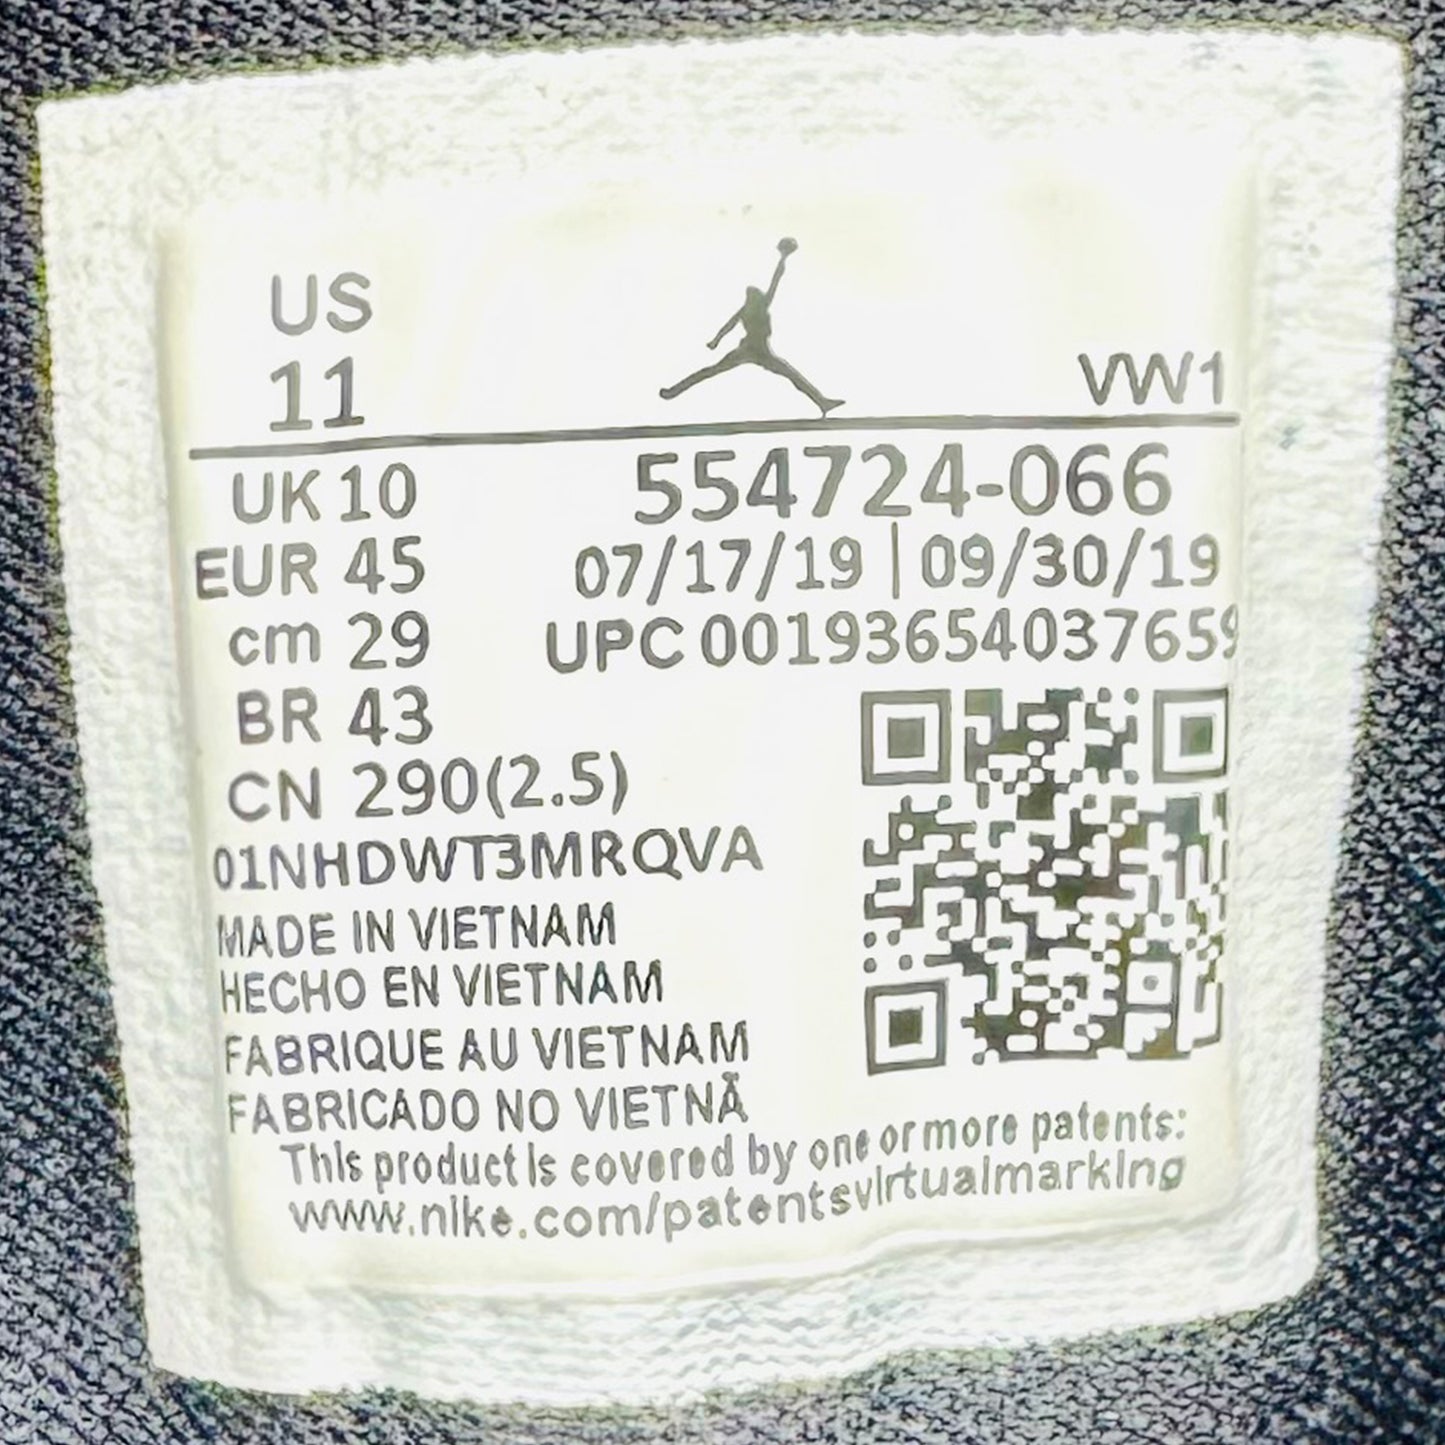 US
11
VW1
UK 10
554724-066
EUR 45
07/17/19 | 09/30/19
cm 29
UPC 00193654037659
BR 43
CN 290(2.5)
01NHDWT3MRQVA
MADE IN VIETNAM
HECHO EN VIETNAM
FABRIQUE AU VIETNAM
FABRICADO NO VIETNÃ
This product is covered by one or more patents:
www.nike.com/patentsvirtualmarking